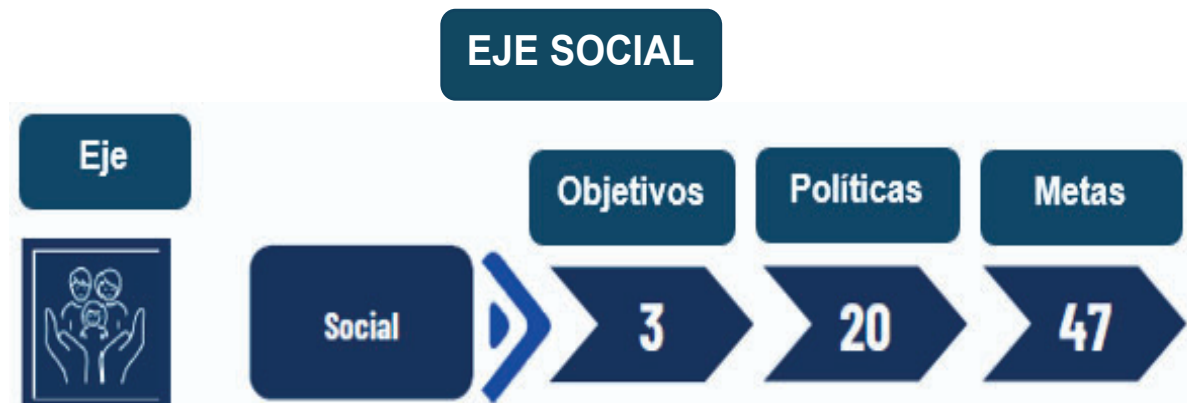 EJE SOCIAL
Eje
Objetivos
Políticas
Metas
Social
3
20
47